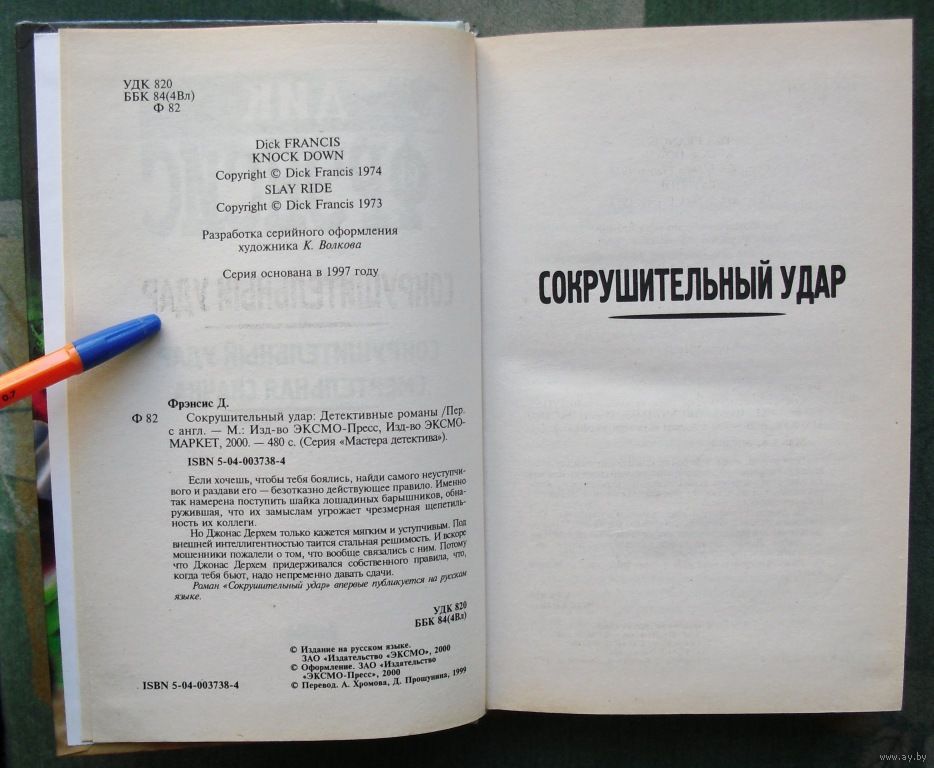 УДК 820
ББК 84(4Вл)
Ф 82
Dick FRANCIS
KNOCK DOWN
Copyright © Dick Francis 1974
SLAY RIDE
Copyright © Dick Francis 1973
Разработка серийного оформления
художника К. Волкова
Серия основана в 1997 году
Фрэнсис Д.
Ф 82 Сокрушительный удар: Детективные романы /Пер.
с англ. — М.: Изд-во ЭКСМО-Пресс, Изд-во ЭКСМО-
МАРКЕТ, 2000. — 480 с. (Серия «Мастера детектива»).
ISBN 5-04-003738-4
Если хочешь, чтобы тебя боялись, найди самого неуступчи-
вого и раздави его — безотказно действующее правило. Именно
так намерена поступить шайка лошадиных барышников, обна-
ружившая, что их замыслам угрожает чрезмерная щепетиль-
ность их коллеги.
Но Джонас Дерхем только кажется мягким и уступчивым. Под
внешней интеллигентностью таится стальная решимость. И вскоре
мошенники пожалели о том, что вообще связались с ним. Потому
что Джонас Дерхем придерживался собственного правила, что,
когда тебя бьют, надо непременно давать сдачи.
Роман «Сокрушительный удар» впервые публикуется на русском
языке.
УДК 820
ББК 84(4Вл)
© Издание на русском языке.
ЗАО «Издательство «ЭКСМО», 2000
© Оформление. ЗАО «Издательство
«ЭКСМО-Пресс», 2000
ISBN 5-04-003738-4 © Перевод. А. Хромова, Д. Прошунина, 1999
СОКРУШИТЕЛЬНЫЙ УДАР
0.7
www.ay.by